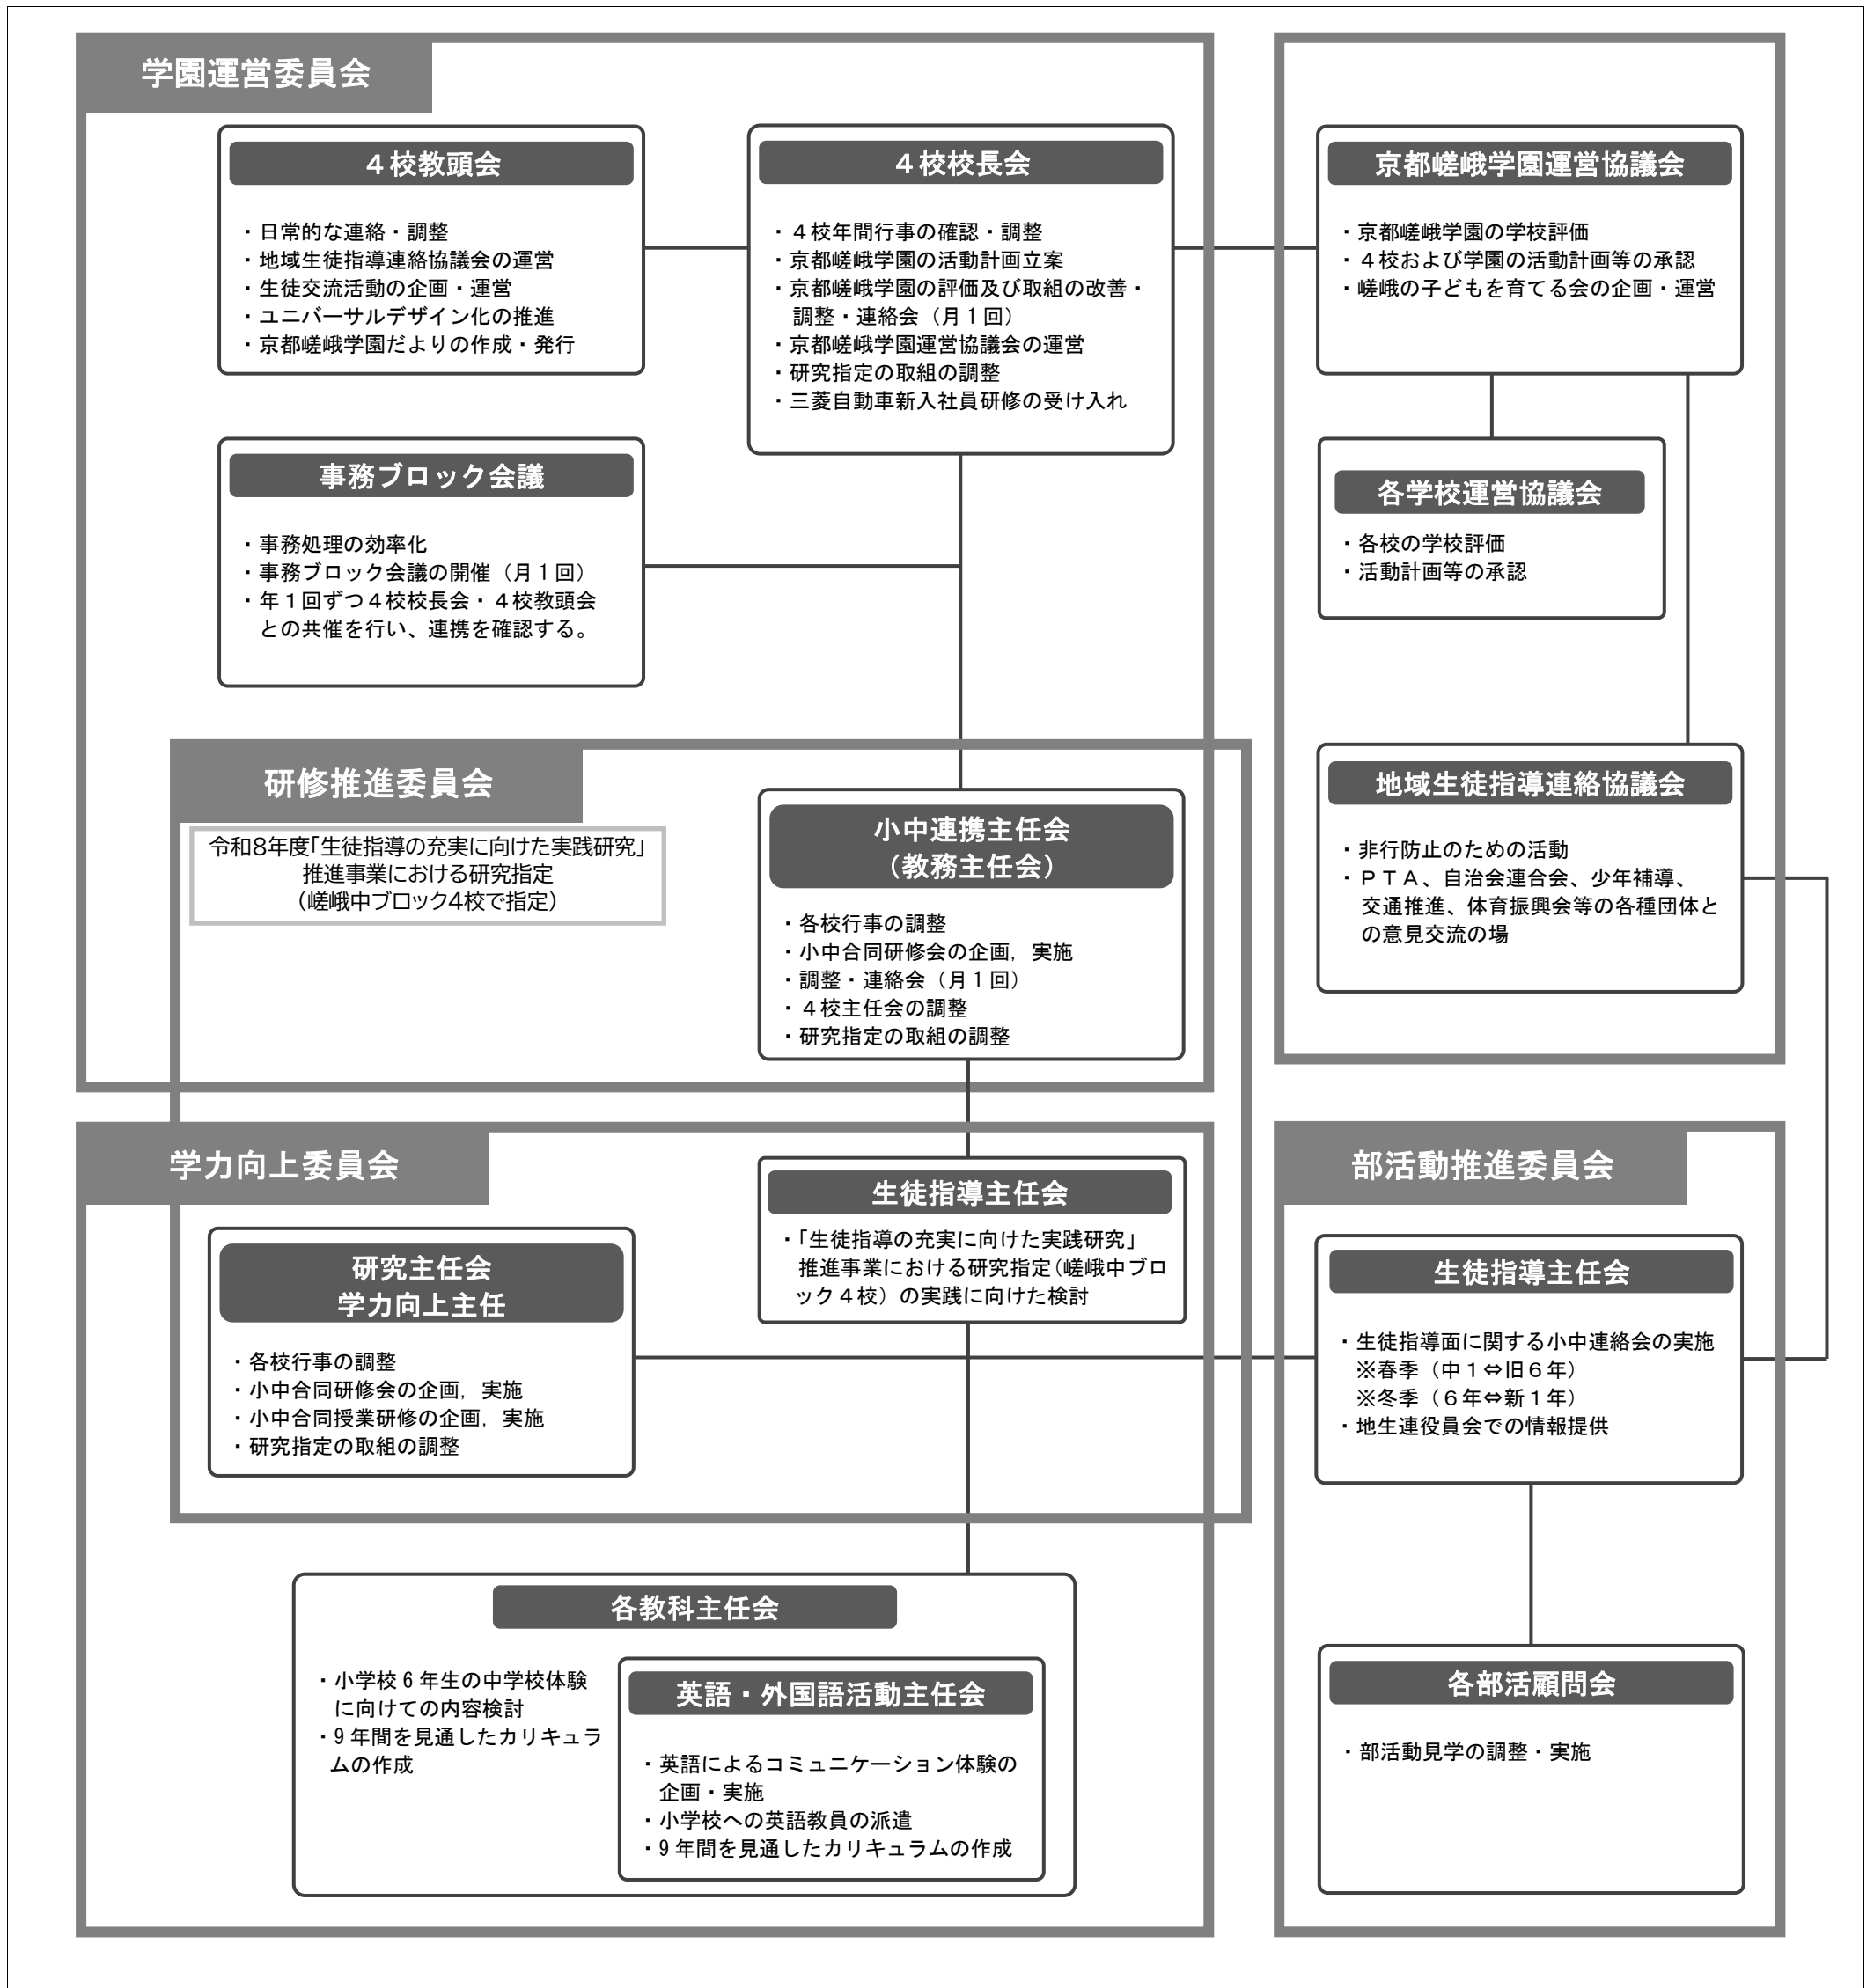 学園運営委員会
４校教頭会
・日常的な連絡・調整
・地域生徒指導連絡協議会の運営
・生徒交流活動の企画・運営
・ユニバーサルデザイン化の推進
・京都嵯峨学園だよりの作成・発行
４校校長会
・４校年間行事の確認・調整
・京都嵯峨学園の活動計画立案
・京都嵯峨学園の評価及び取組の改善・
調整・連絡会（月１回）
・京都嵯峨学園運営協議会の運営
・研究指定の取組の調整
・三菱自動車新入社員研修の受け入れ
京都嵯峨学園運営協議会
・京都嵯峨学園の学校評価
・４校および学園の活動計画等の承認
・嵯峨の子どもを育てる会の企画・運営
事務ブロック会議
・事務処理の効率化
・事務ブロック会議の開催（月１回）
・年１回ずつ４校校長会・４校教頭会
との共催を行い、連携を確認する。
各学校運営協議会
・各校の学校評価
・活動計画等の承認
研修推進委員会
令和8年度「生徒指導の充実に向けた実践研究」
推進事業における研究指定
（嵯峨中ブロック4校で指定）
小中連携主任会
（教務主任会）
・各校行事の調整
・小中合同研修会の企画，実施
・調整・連絡会（月１回）
・４校主任会の調整
・研究指定の取組の調整
地域生徒指導連絡協議会
・非行防止のための活動
・ＰＴＡ、自治会連合会、少年補導、
交通推進、体育振興会等の各種団体と
の意見交流の場
学力向上委員会
研究主任会
学力向上主任
・各校行事の調整
・小中合同研修会の企画，実施
・小中合同授業研修の企画，実施
・研究指定の取組の調整
生徒指導主任会
・「生徒指導の充実に向けた実践研究」
推進事業における研究指定（嵯峨中ブロ
ック４校）の実践に向けた検討
部活動推進委員会
生徒指導主任会
・生徒指導面に関する小中連絡会の実施
※春季（中１⇔旧６年）
※冬季（６年⇔新１年）
・地生連役員会での情報提供
各教科主任会
・小学校６年生の中学校体験
に向けての内容検討
・９年間を見通したカリキュラ
ムの作成
英語・外国語活動主任会
・英語によるコミュニケーション体験の
企画・実施
・小学校への英語教員の派遣
・９年間を見通したカリキュラムの作成
各部活顧問会
・部活動見学の調整・実施